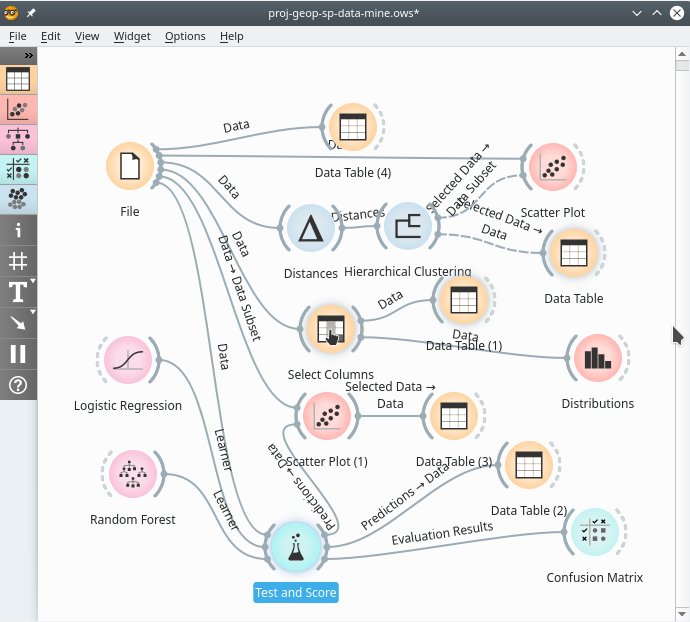 proj-geop-sp-data-mine.ows*
File Edit View Widget Options Help
Data
Data Table (4)
File
Data
Distances
Distances
Hierarchical Clustering
Selected Data →
Data Subset
Scatter Plot
Selected Data →
Data
Data Table
Data
Data → Data Subset
Select Columns
Data
Data
Data Table (1)
Distributions
Data
Logistic Regression
Scatter Plot (1)
Selected Data →
Data
Data Table (3)
Learner
Random Forest
Learner
Predictions → Data
Predictions → Data
Data Table (2)
Evaluation Results
Confusion Matrix
Test and Score